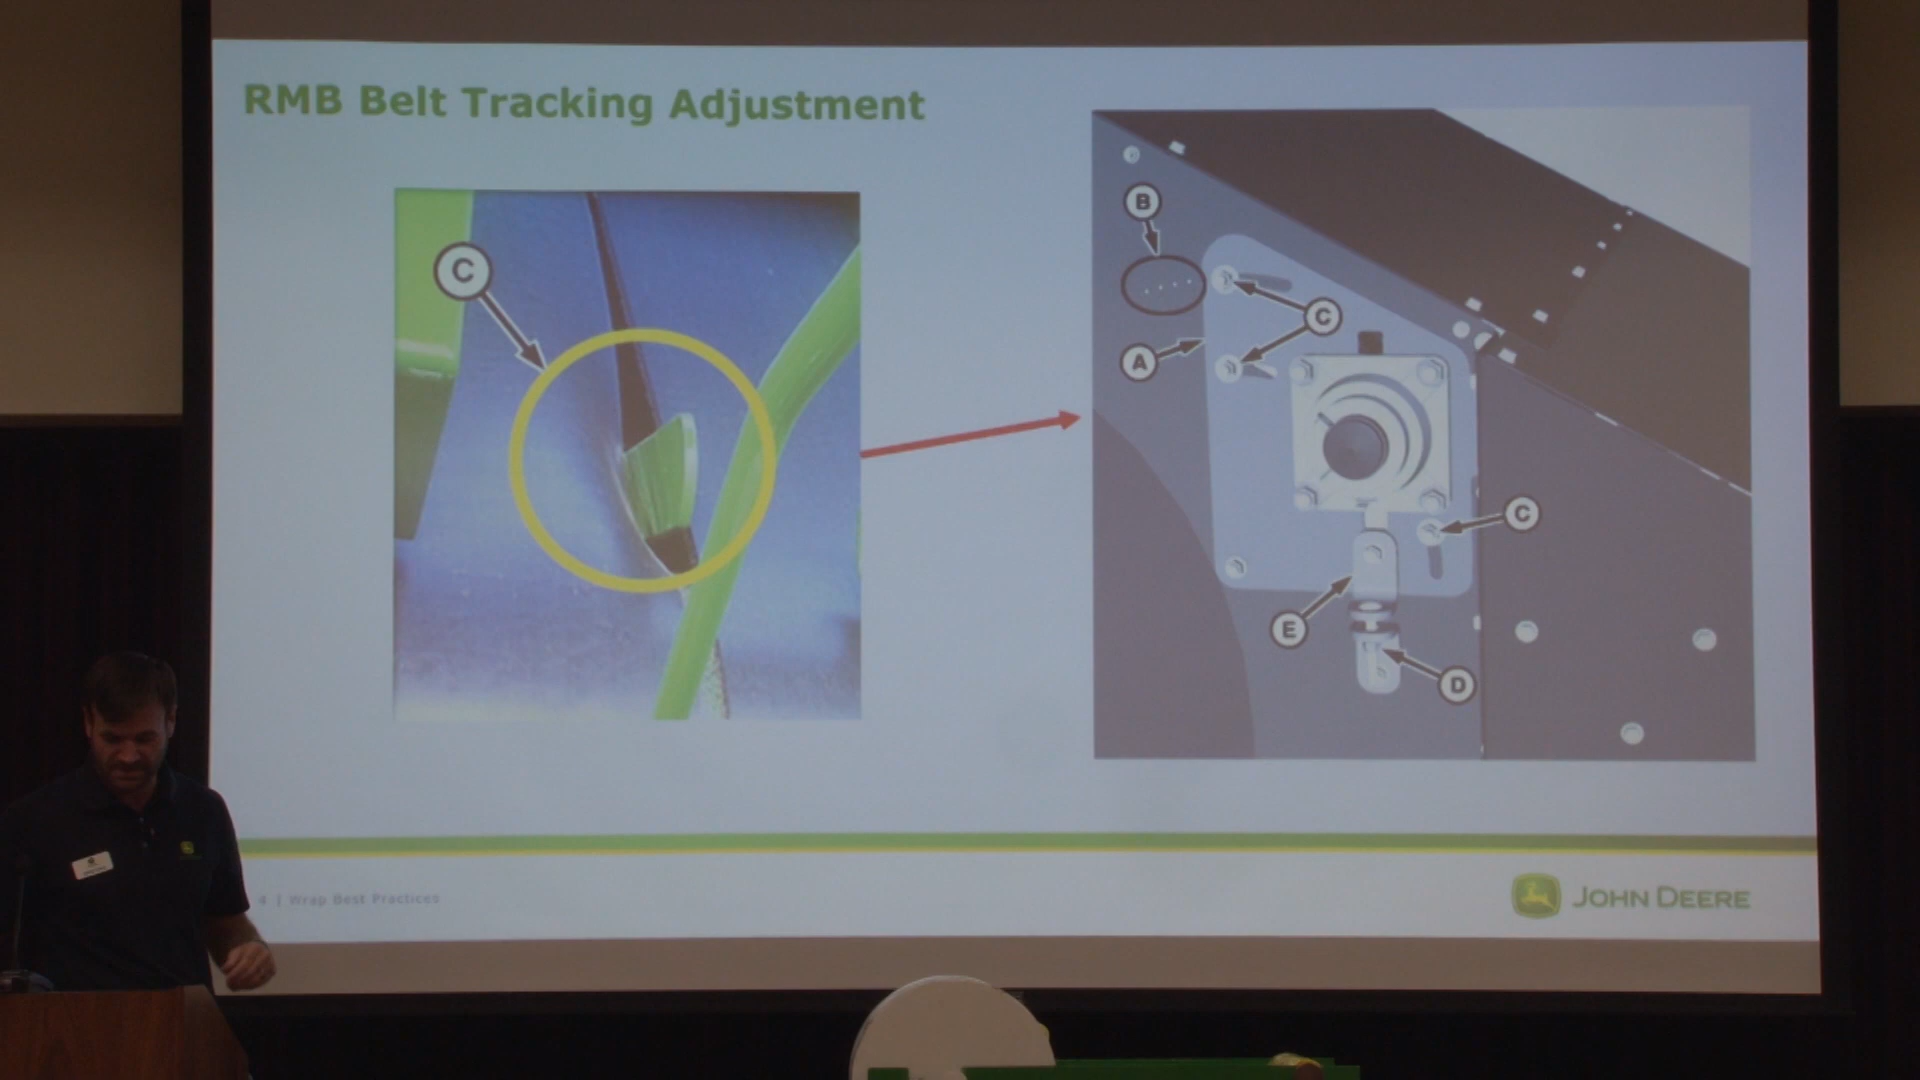 RMB Belt Tracking Adjustment
C
B
C
A
C
E
D
4 | Wrap Best Practices
JOHN DEERE